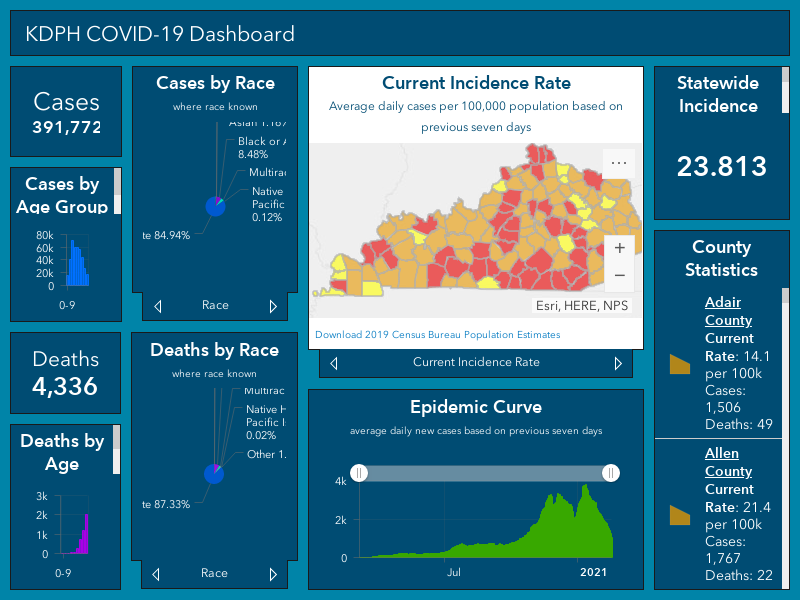 KDPH COVID-19 Dashboard
Cases
391,772
Cases by
Age Group
80k
60k
40k
20k
0
0-9
Deaths
4,336
Deaths by
Age
3k
2k
1k
0
0-9
Cases by Race
where race known
Black or A
8.48%
Multirac
Native
Pacific
0.12%
te 84.94%
Race
Deaths by Race
where race known
Multirac
Native H
Pacific I
0.02%
Other 1.
te 87.33%
Race
Current Incidence Rate
Average daily cases per 100,000 population based on
previous seven days
...
+
−
Esri, HERE, NPS
Download 2019 Census Bureau Population Estimates
Current Incidence Rate
Epidemic Curve
average daily new cases based on previous seven days
4k
2k
0
Jul
2021
Statewide
Incidence
23.813
County
Statistics
Adair
County
Current
Rate: 14.1
per 100k
Cases:
1,506
Deaths: 49
Allen
County
Current
Rate: 21.4
per 100k
Cases:
1,767
Deaths: 22